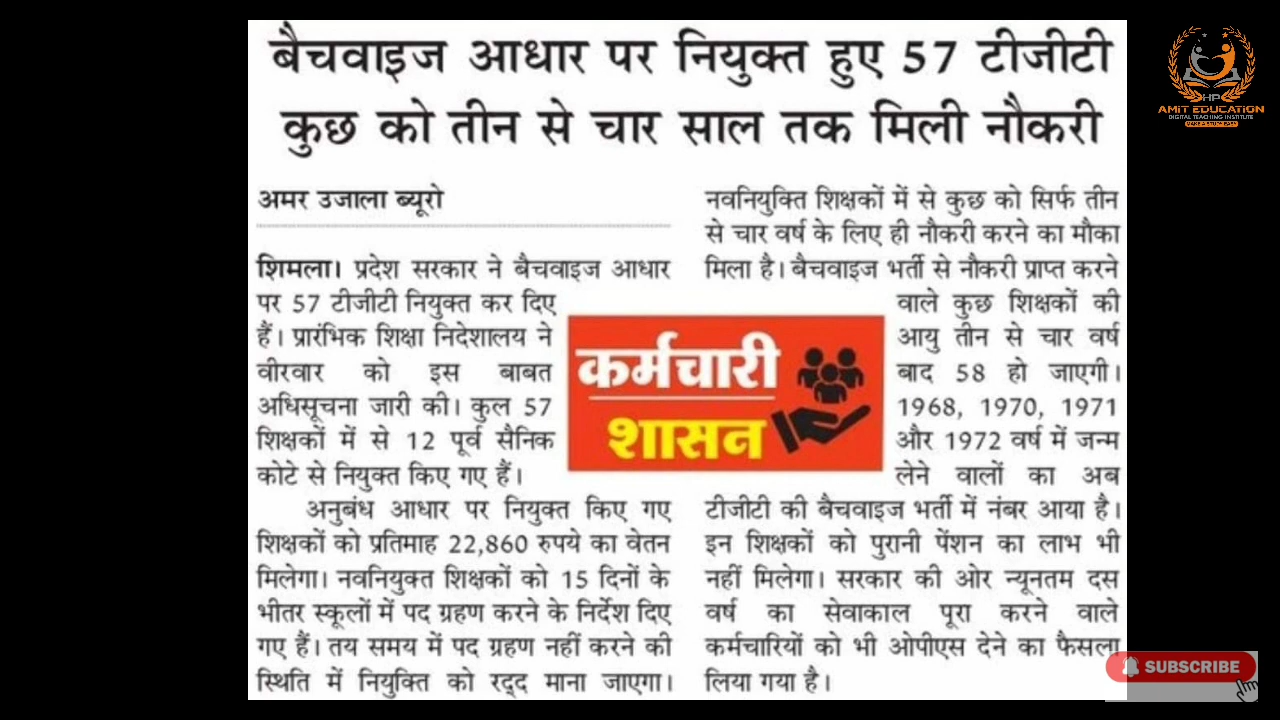 बैचवाइज आधार पर नियुक्त हुए 57 टीजीटी
कुछ को तीन से चार साल तक मिली नौकरी
अमर उजाला ब्यूरो
शिमला। प्रदेश सरकार ने बैचवाइज आधार
पर 57 टीजीटी नियुक्त कर दिए
हैं। प्रारंभिक शिक्षा निदेशालय ने
वीरवार को इस बाबत
अधिसूचना जारी की। कुल 57
शिक्षकों में से 12 पूर्व सैनिक
कोटे से नियुक्त किए गए हैं।
अनुबंध आधार पर नियुक्त किए गए
शिक्षकों को प्रतिमाह 22,860 रुपये का वेतन
मिलेगा। नवनियुक्त शिक्षकों को 15 दिनों के
भीतर स्कूलों में पद ग्रहण करने के निर्देश दिए
गए हैं। तय समय में पद ग्रहण नहीं करने की
स्थिति में नियुक्ति को रद्द माना जाएगा।
कर्मचारी
शासन
नवनियुक्ति शिक्षकों में से कुछ को सिर्फ तीन
से चार वर्ष के लिए ही नौकरी करने का मौका
मिला है। बैचवाइज भर्ती से नौकरी प्राप्त करने
वाले कुछ शिक्षकों की
आयु तीन से चार वर्ष
बाद 58 हो जाएगी।
1968, 1970, 1971
और 1972 वर्ष में जन्म
लेने वालों का अब
टीजीटी की बैचवाइज भर्ती में नंबर आया है।
इन शिक्षकों को पुरानी पेंशन का लाभ भी
नहीं मिलेगा। सरकार की ओर न्यूनतम दस
वर्ष का सेवाकाल पूरा करने वाले
कर्मचारियों को भी ओपीएस देने का फैसला
लिया गया है।
HP
AMIT EDUCATION
DIGITAL TEACHING INSTITUTE
SUBSCRIBE